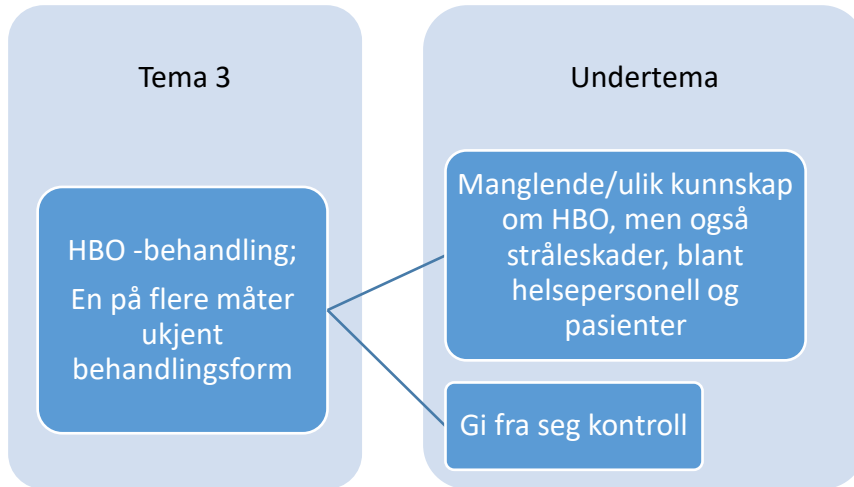 Tema 3
HBO -behandling;
En på flere måter
ukjent
behandlingsform
Undertema
Manglende/ulik kunnskap
om HBO, men også
stråleskader, blant
helsepersonell og
pasienter
Gi fra seg kontroll